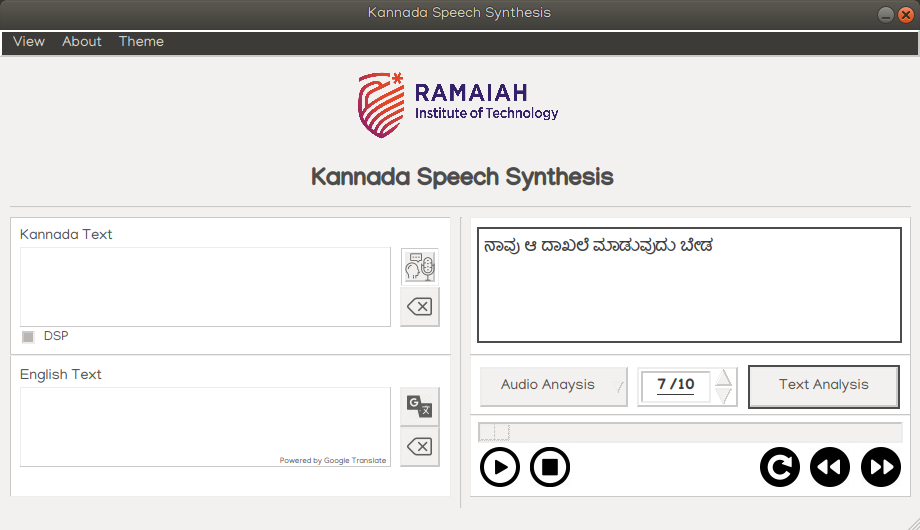 Kannada Speech Synthesis
View About Theme
RAMAIAH
Institute of Technology
Kannada Speech Synthesis
Kannada Text
DSP
English Text
Powered by Google Translate
ನಾವು ಆ ದಾಖಲೆ ಮಾಡುವುದು ಬೇಡ
Audio Anaysis
7 /10
Text Analysis